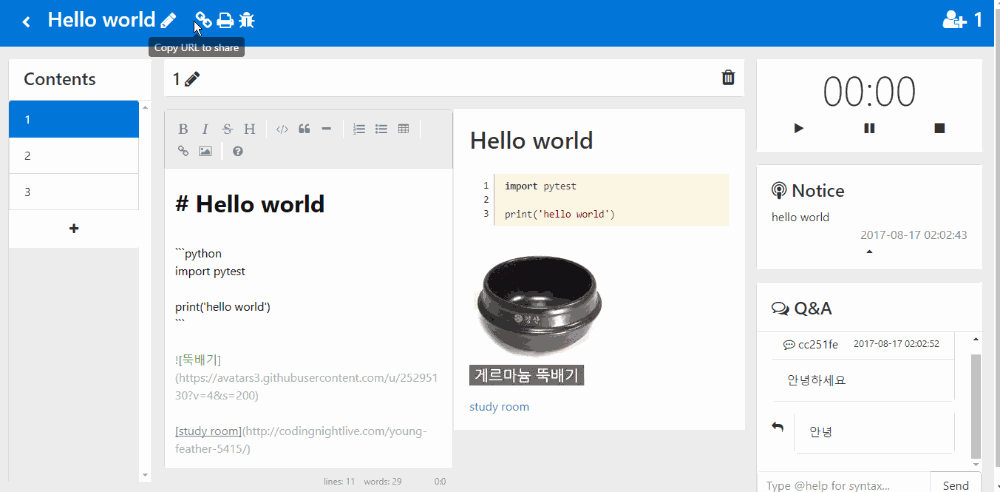 Hello world
1
Copy URL to share
Contents
1
2
3
+
1
B I S H
# Hello world
```python
import pytest
print('hello world')
```
![뚝배기]
(https://avatars3.githubusercontent.com/u/252951
30?v=4&s=200)
[study room](http://codingnightlive.com/young-
feather-5415/)
lines: 11 words: 29 0:0
Hello world
1 import pytest
2
3 print('hello world')
게르마늄 뚝배기
study room
00:00
Notice
hello world
2017-08-17 02:02:43
Q&A
cc251fe 2017-08-17 02:02:52
안녕하세요
안녕
Type @help for syntax...
Send